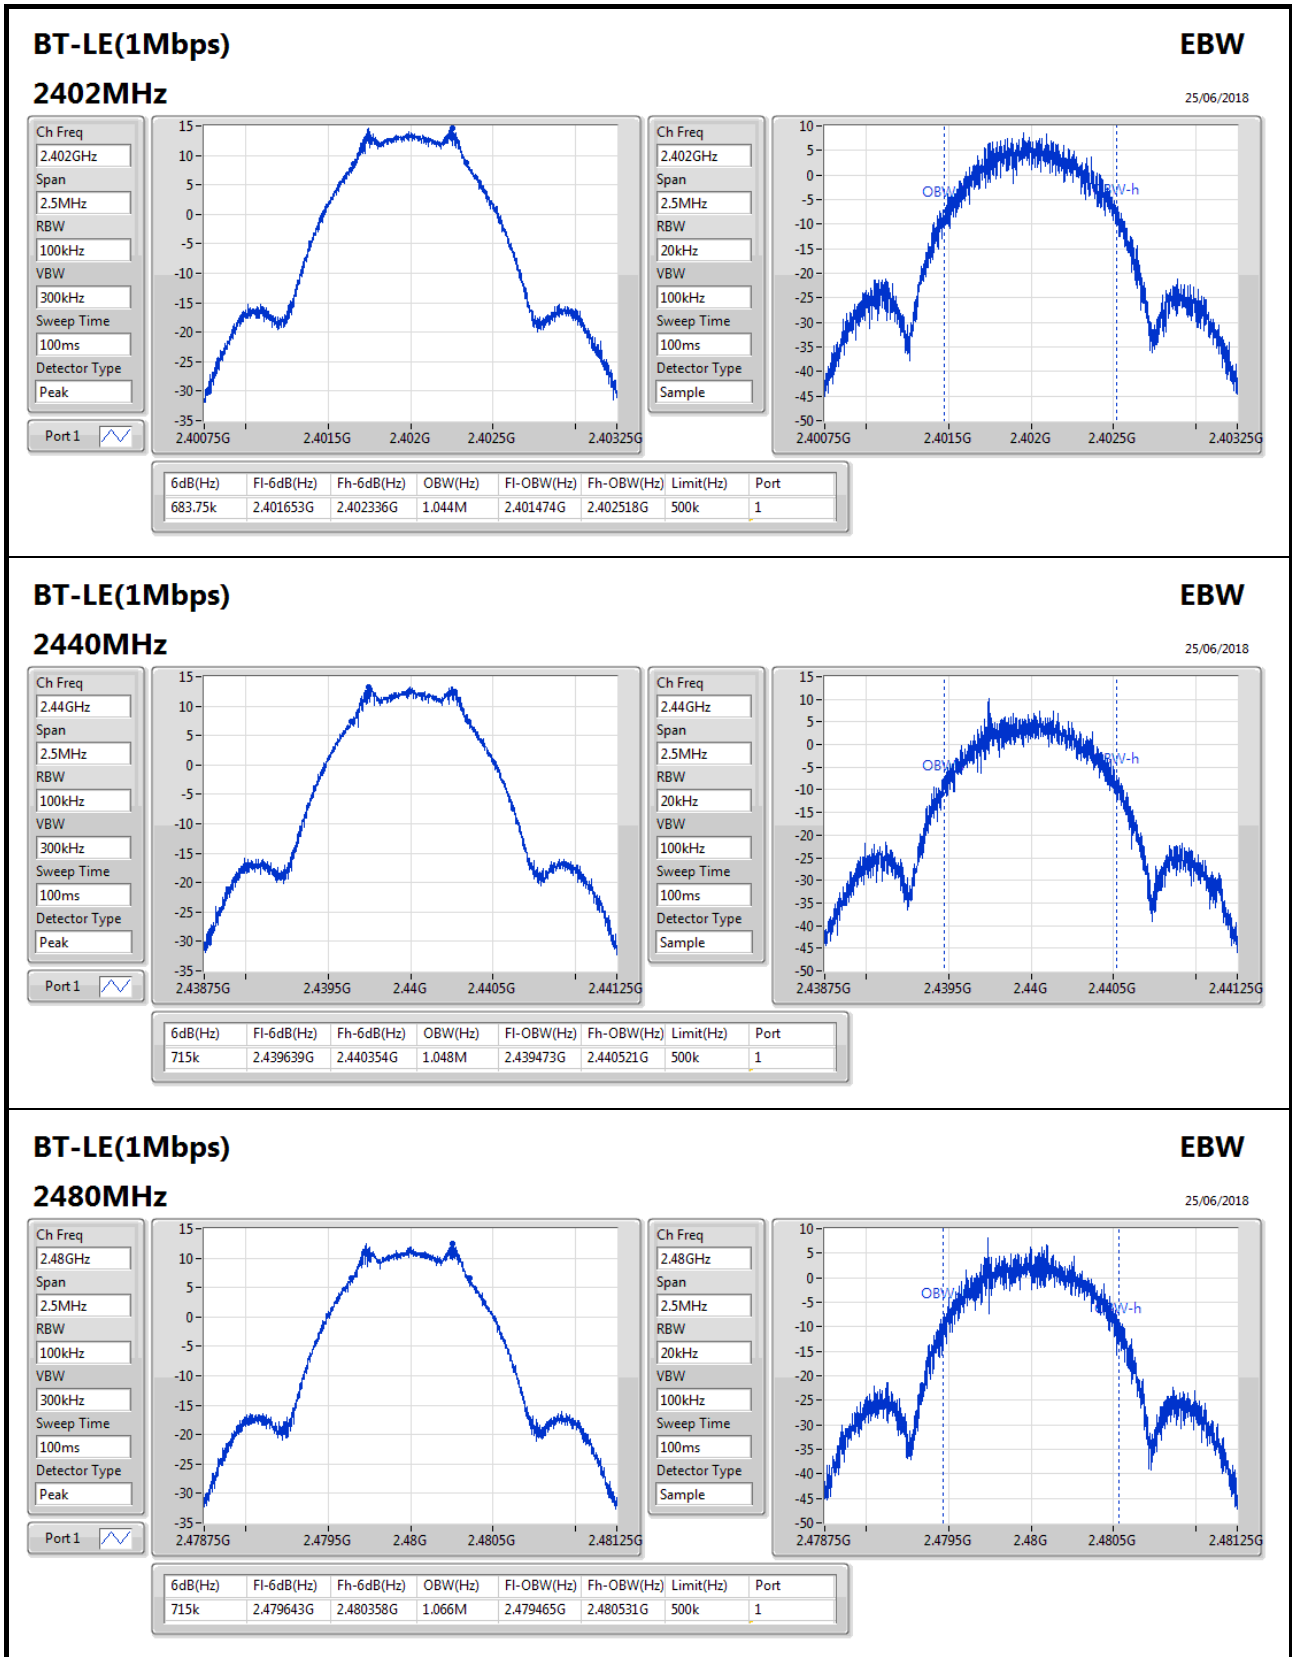 BT-LE(1Mbps) EBW
2402MHz 25/06/2018
Ch Freq
2.402GHz
Span
2.5MHz
RBW
100kHz
VBW
300kHz
Sweep Time
100ms
Detector Type
Peak
Port 1
15
10
5
0
-5
-10
-15
-20
-25
-30
-35
2.40075G 2.4015G 2.402G 2.4025G 2.40325G
Ch Freq
2.402GHz
Span
2.5MHz
RBW
20kHz
VBW
100kHz
Sweep Time
100ms
Detector Type
Sample
10
5
0
-5
-10
-15
-20
-25
-30
-35
-40
-45
-50
OBW BW-h
2.40075G 2.4015G 2.402G 2.4025G 2.40325G
6dB(Hz) Fl-6dB(Hz) Fh-6dB(Hz) OBW(Hz) Fl-OBW(Hz) Fh-OBW(Hz) Limit(Hz) Port
683.75k 2.401653G 2.402336G 1.044M 2.401474G 2.402518G 500k 1
BT-LE(1Mbps) EBW
2440MHz 25/06/2018
Ch Freq
2.44GHz
Span
2.5MHz
RBW
100kHz
VBW
300kHz
Sweep Time
100ms
Detector Type
Peak
Port 1
15
10
5
0
-5
-10
-15
-20
-25
-30
-35
2.43875G 2.4395G 2.44G 2.4405G 2.44125G
Ch Freq
2.44GHz
Span
2.5MHz
RBW
20kHz
VBW
100kHz
Sweep Time
100ms
Detector Type
Sample
15
10
5
0
-5
-10
-15
-20
-25
-30
-35
-40
-45
-50
OBW BW-h
2.43875G 2.4395G 2.44G 2.4405G 2.44125G
6dB(Hz) Fl-6dB(Hz) Fh-6dB(Hz) OBW(Hz) Fl-OBW(Hz) Fh-OBW(Hz) Limit(Hz) Port
715k 2.439639G 2.440354G 1.048M 2.439473G 2.440521G 500k 1
BT-LE(1Mbps) EBW
2480MHz 25/06/2018
Ch Freq
2.48GHz
Span
2.5MHz
RBW
100kHz
VBW
300kHz
Sweep Time
100ms
Detector Type
Peak
Port 1
15
10
5
0
-5
-10
-15
-20
-25
-30
-35
2.47875G 2.4795G 2.48G 2.4805G 2.48125G
Ch Freq
2.48GHz
Span
2.5MHz
RBW
20kHz
VBW
100kHz
Sweep Time
100ms
Detector Type
Sample
10
5
0
-5
-10
-15
-20
-25
-30
-35
-40
-45
-50
OBW W-h
2.47875G 2.4795G 2.48G 2.4805G 2.48125G
6dB(Hz) Fl-6dB(Hz) Fh-6dB(Hz) OBW(Hz) Fl-OBW(Hz) Fh-OBW(Hz) Limit(Hz) Port
715k 2.479643G 2.480358G 1.066M 2.479465G 2.480531G 500k 1